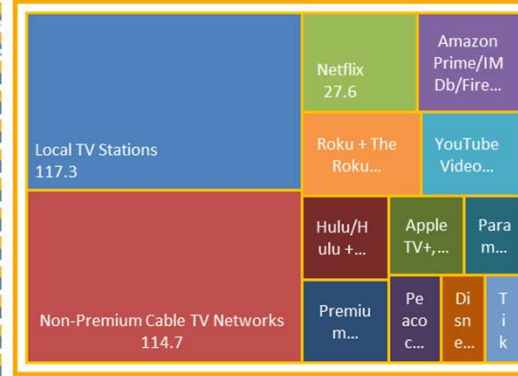 Local TV Stations
117.3
Non-Premium Cable TV Networks
114.7
Netflix
27.6
Amazon
Prime/IM
Db/Fire...
Roku + The
Roku...
YouTube
Video...
Hulu/H
ulu +...
Apple
TV+,...
Para
m...
Premiu
m...
Pe
aco
c...
Di
sn
e...
T
i
k